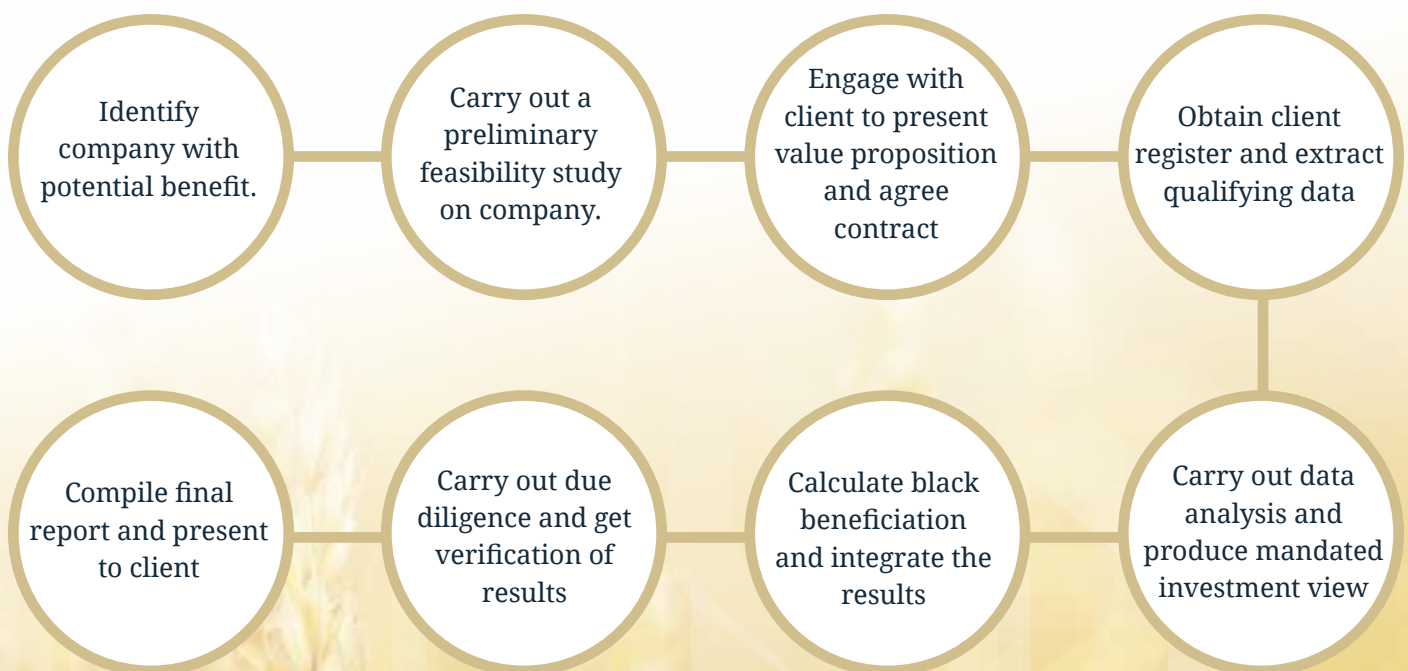 Identify
company with
potential benefit.
Carry out a
preliminary
feasibility study
on company.
Engage with
client to present
value proposition
and agree
contract
Obtain client
register and extract
qualifying data
Carry out data
analysis and
produce mandated
investment view
Calculate black
beneficiation
and integrate the
results
Carry out due
diligence and get
verification of
results
Compile final
report and present
to client